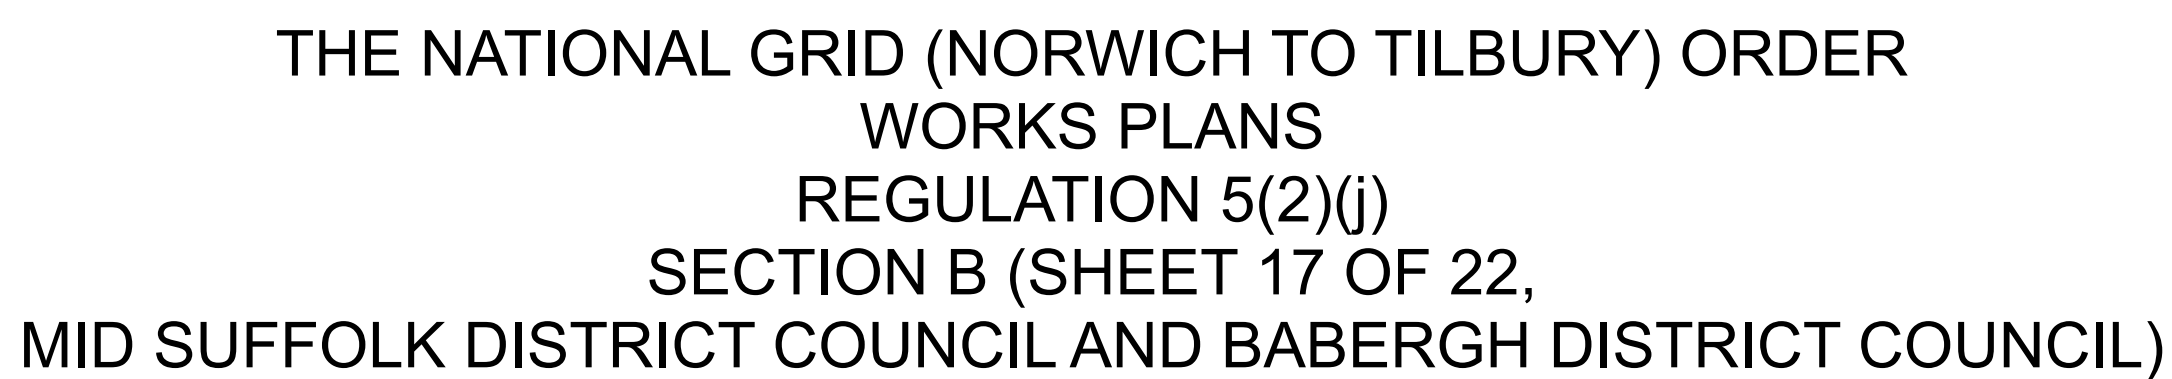 THE NATIONAL GRID (NORWICH TO TILBURY) ORDER
WORKS PLANS
REGULATION 5(2)(j)
SECTION B (SHEET 17 OF 22,
MID SUFFOLK DISTRICT COUNCIL AND BABERGH DISTRICT COUNCIL)